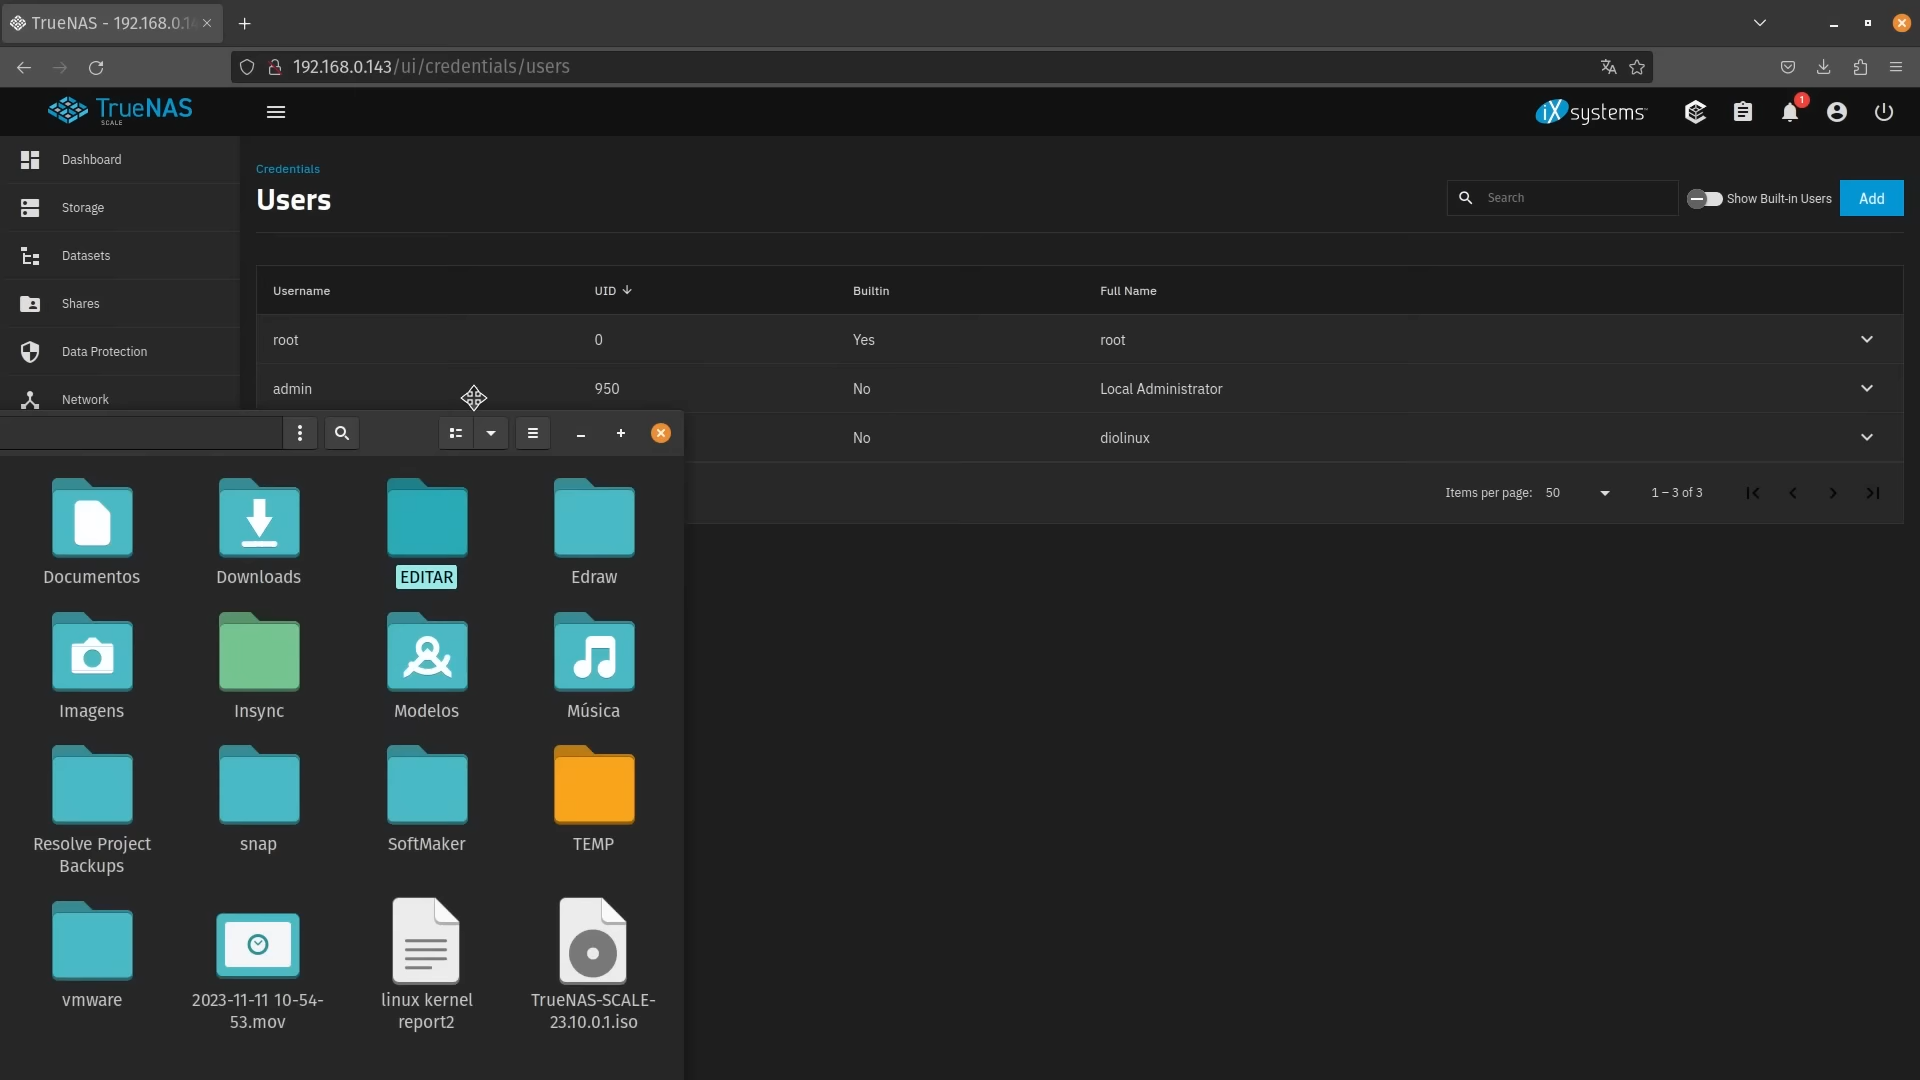 TrueNAS - 192.168.0.14
192.168.0.143/ui/credentials/users
TrueNAS
SCALE
iX systems
1
Dashboard
Storage
Datasets
Shares
Data Protection
Network
Credentials
Users
Search
Show Built-in Users
Add
Username UID Builtin Full Name
root 0 Yes root
admin 950 No Local Administrator
No diolinux
Items per page: 50 1 – 3 of 3
Documentos Downloads EDITAR Edraw
Imagens Insync Modelos Música
Resolve Project Backups snap SoftMaker TEMP
vmware 2023-11-11 10-54-53.mov linux kernel report2 TrueNAS-SCALE-23.10.0.1.iso